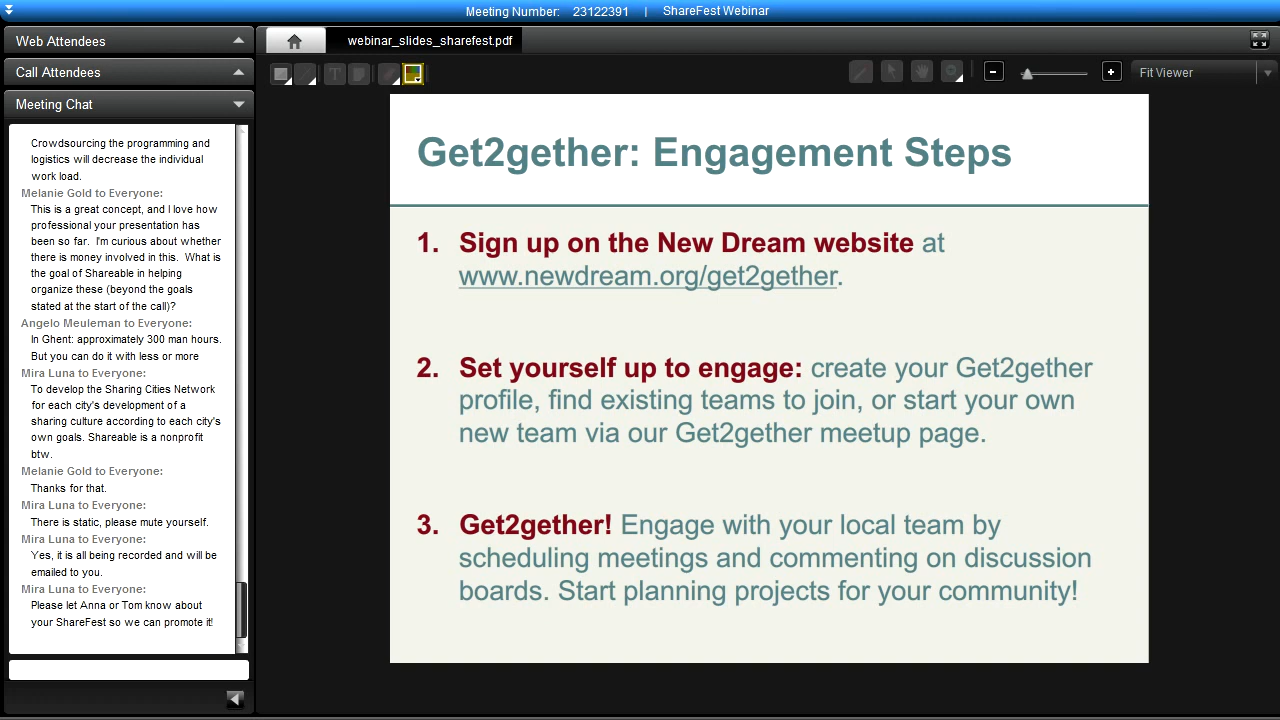 Meeting Number: 23122391 | ShareFest Webinar
Web Attendees
Call Attendees
Meeting Chat
Crowdsourcing the programming and
logistics will decrease the individual
work load.
Melanie Gold to Everyone:
This is a great concept, and I love how
professional your presentation has
been so far. I'm curious about whether
there is money involved in this. What is
the goal of Shareable in helping
organize these (beyond the goals
stated at the start of the call)?
Angelo Meuleman to Everyone:
In Ghent: approximately 300 man hours.
But you can do it with less or more
Mira Luna to Everyone:
To develop the Sharing Cities Network
for each city's development of a
sharing culture according to each city's
own goals. Shareable is a nonprofit
btw.
Melanie Gold to Everyone:
Thanks for that.
Mira Luna to Everyone:
There is static, please mute yourself.
Mira Luna to Everyone:
Yes, it is all being recorded and will be
emailed to you.
Mira Luna to Everyone:
Please let Anna or Tom know about
your ShareFest so we can promote it!
webinar_slides_sharefest.pdf
T
Fit Viewer
Get2gether: Engagement Steps
1. Sign up on the New Dream website at
www.newdream.org/get2gether.
2. Set yourself up to engage: create your Get2gether
profile, find existing teams to join, or start your own
new team via our Get2gether meetup page.
3. Get2gether! Engage with your local team by
scheduling meetings and commenting on discussion
boards. Start planning projects for your community!